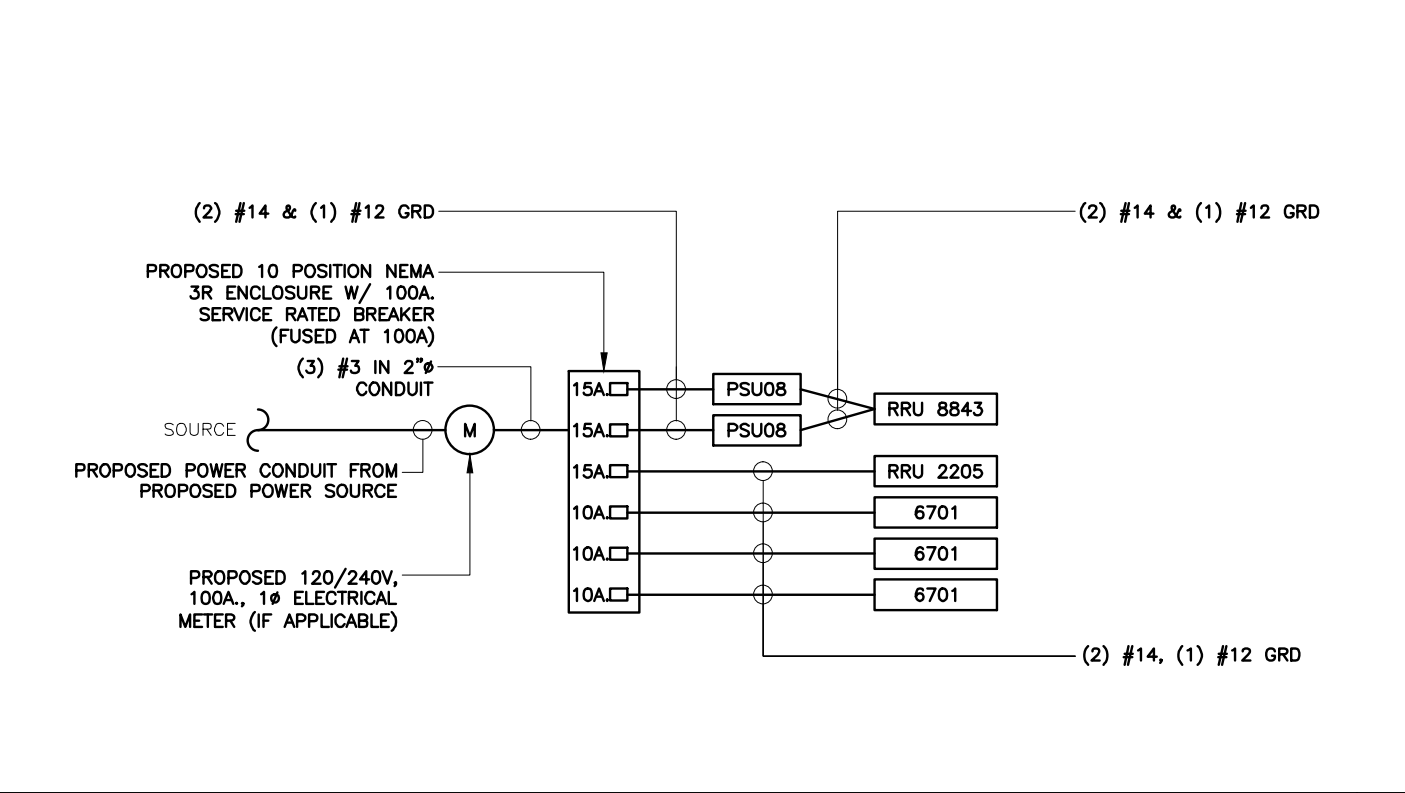 (2) #14 & (1) #12 GRD
(2) #14 & (1) #12 GRD
PROPOSED 10 POSITION NEMA
3R ENCLOSURE W/ 100A.
SERVICE RATED BREAKER
(FUSED AT 100A)
(3) #3 IN 2"ø
CONDUIT
15A.
PSU08
RRU 8843
SOURCE
M
15A.
PSU08
PROPOSED POWER CONDUIT FROM
PROPOSED POWER SOURCE
15A.
RRU 2205
10A.
6701
10A.
6701
10A.
6701
PROPOSED 120/240V,
100A., 1ø ELECTRICAL
METER (IF APPLICABLE)
(2) #14, (1) #12 GRD